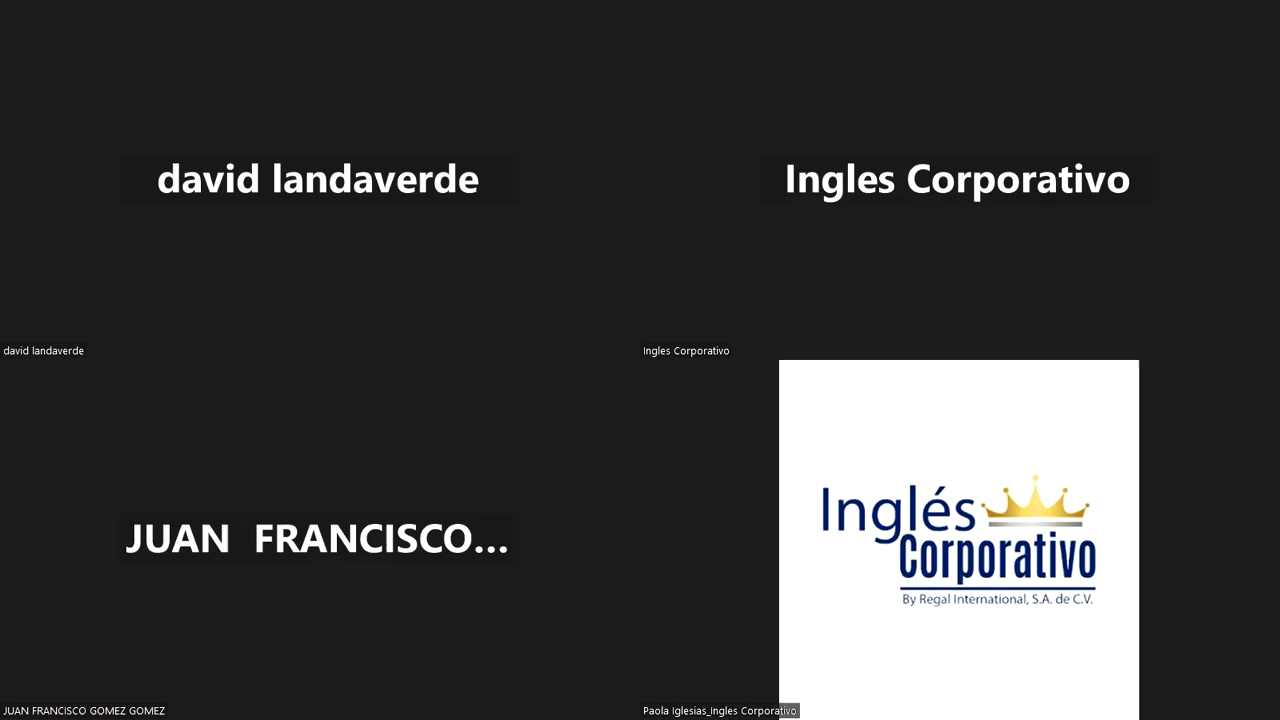 david landaverde
david landaverde
Ingles Corporativo
Ingles Corporativo
JUAN  FRANCISCO...
JUAN FRANCISCO GOMEZ GOMEZ
Inglés
Corporativo
By Regal International, S.A. de C.V.
Paola Iglesias_Ingles Corporativo